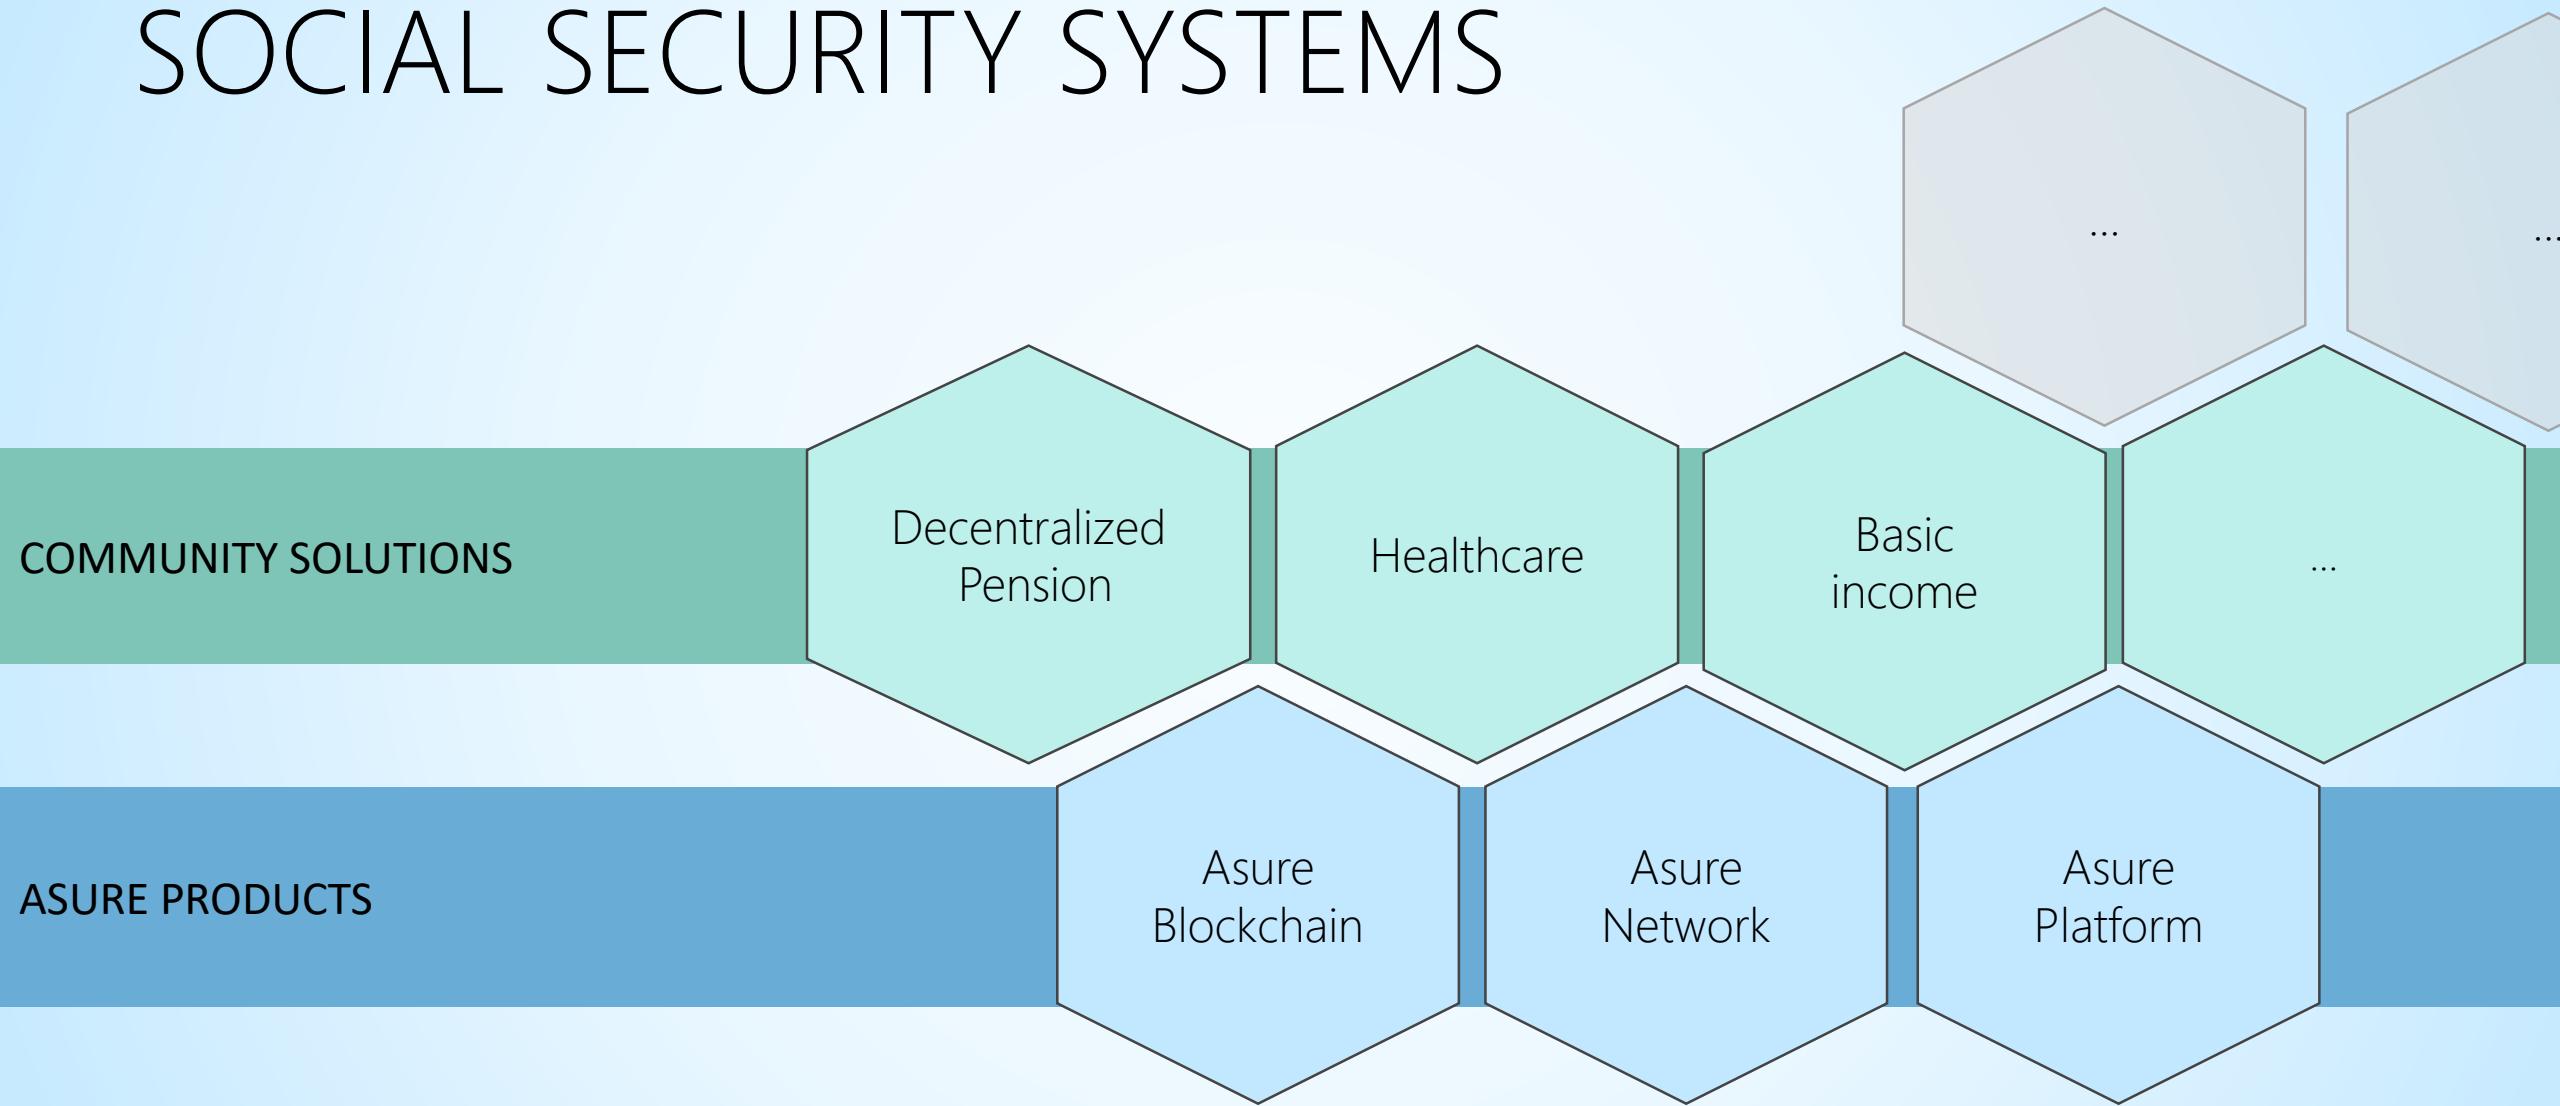 SOCIAL SECURITY SYSTEMS
...
...
COMMUNITY SOLUTIONS
Decentralized
Pension
Healthcare
Basic
income
...
ASURE PRODUCTS
Asure
Blockchain
Asure
Network
Asure
Platform